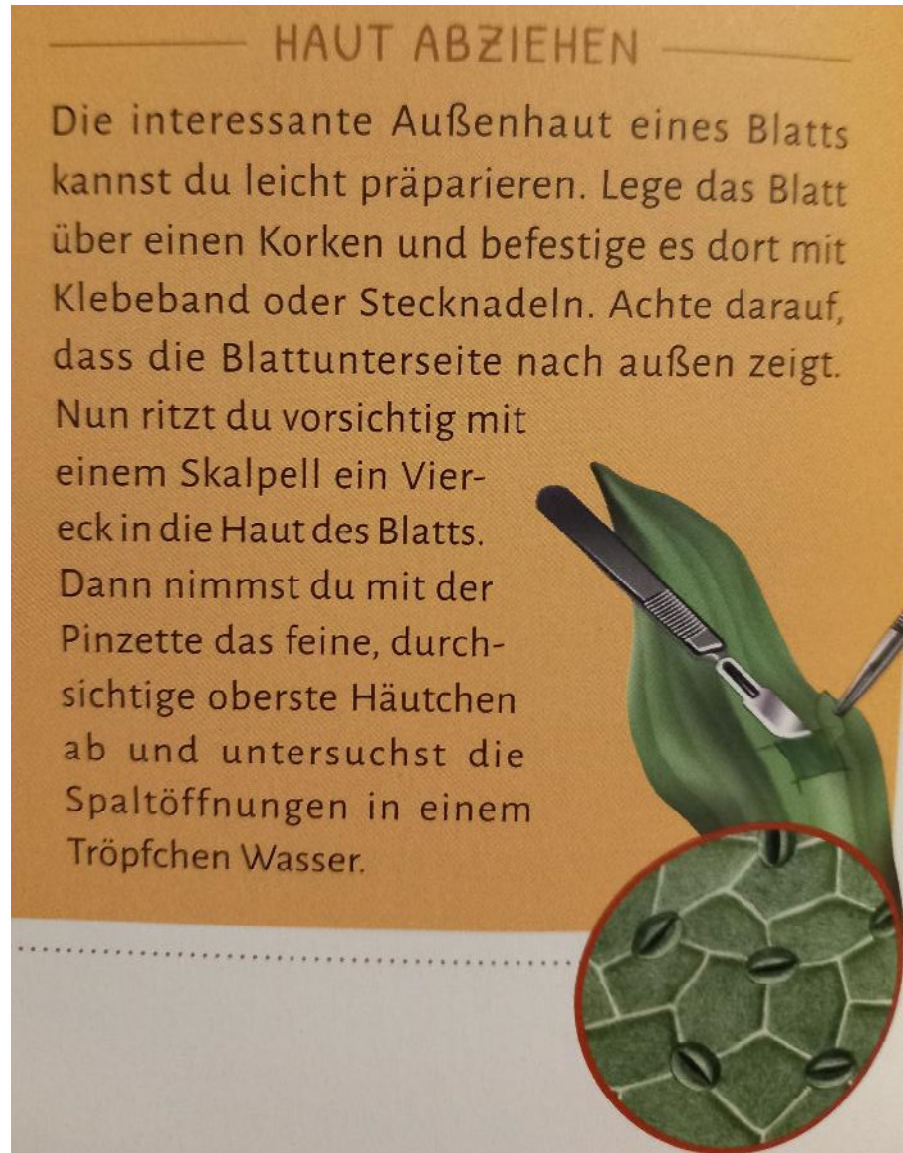 HAUT ABZIEHEN
Die interessante Außenhaut eines Blatts
kannst du leicht präparieren. Lege das Blatt
über einen Korken und befestige es dort mit
Klebeband oder Stecknadeln. Achte darauf,
dass die Blattunterseite nach außen zeigt.
Nun ritzt du vorsichtig mit
einem Skalpell ein Vier-
eck in die Haut des Blatts.
Dann nimmst du mit der
Pinzette das feine, durch-
sichtige oberste Häutchen
ab und untersuchst die
Spaltöffnungen in einem
Tröpfchen Wasser.